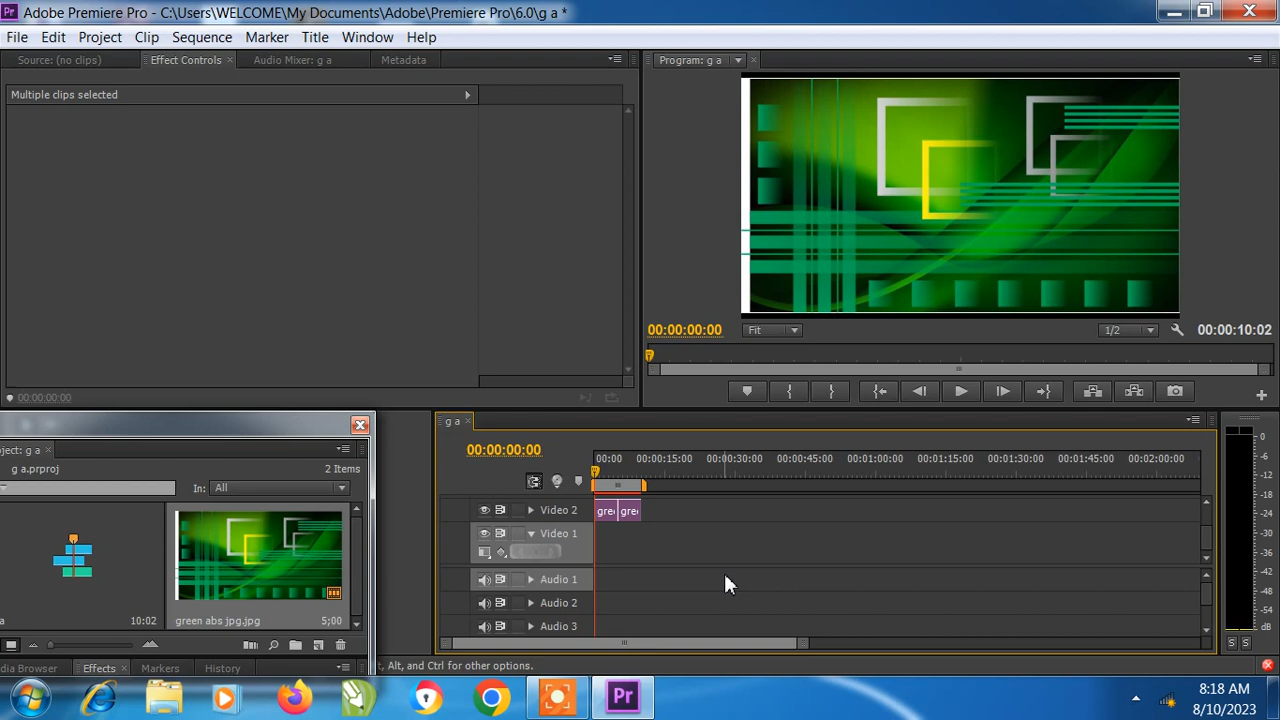 Adobe Premiere Pro - C:\Users\WELCOME\My Documents\Adobe\Premiere Pro\6.0\g a *
File Edit Project Clip Sequence Marker Title Window Help
Source: (no clips) Effect Controls Audio Mixer: g a Metadata
Program: g a
Multiple clips selected
00:00:00:00 Fit 1/2 00:00:10:02
00:00:00:00
oject: g a
g a
g a.prproj 2 Items
00:00:00:00
00:00 00:00:15:00 00:00:30:00 00:00:45:00 00:01:00:00 00:01:15:00 00:01:30:00 00:01:45:00 00:02:00:00
In: All
Video 2 gree gree
Video 1
Audio 1
Audio 2
Audio 3
a 10:02 green abs jpg.jpg 5;00
0
-6
-12
-18
-24
-30
-36
-42
-48
-54
dB
S S
dia Browser Effects Markers History
t, Alt, and Ctrl for other options.
Pr
8:18 AM
8/10/2023